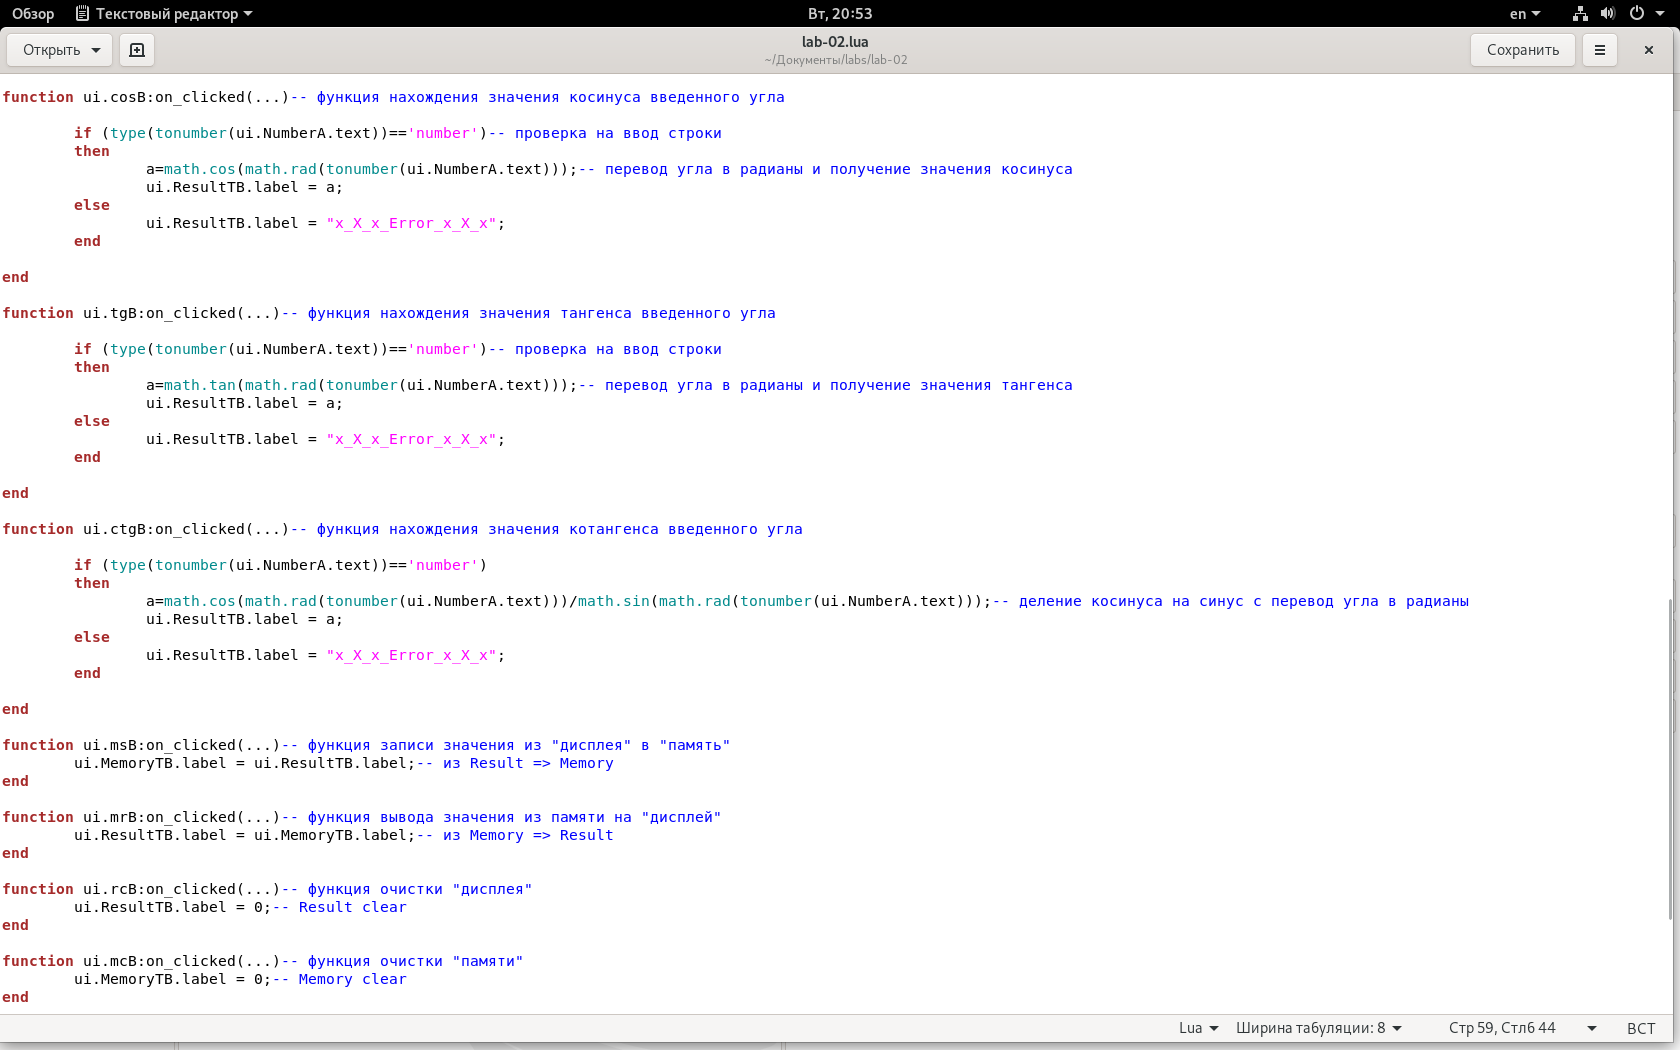 Обзор Текстовый редактор Вт, 20:53 en
Открыть lab-02.lua Сохранить
~/Документы/labs/lab-02
function ui.cosB:on_clicked(...)-- функция нахождения значения косинуса введенного угла
if (type(tonumber(ui.NumberA.text))=='number')-- проверка на ввод строки
then
a=math.cos(math.rad(tonumber(ui.NumberA.text)));-- перевод угла в радианы и получение значения косинуса
ui.ResultTB.label = a;
else
ui.ResultTB.label = "x_X_x_Error_x_X_x";
end
end
function ui.tgB:on_clicked(...)-- функция нахождения значения тангенса введенного угла
if (type(tonumber(ui.NumberA.text))=='number')-- проверка на ввод строки
then
a=math.tan(math.rad(tonumber(ui.NumberA.text)));-- перевод угла в радианы и получение значения тангенса
ui.ResultTB.label = a;
else
ui.ResultTB.label = "x_X_x_Error_x_X_x";
end
end
function ui.ctgB:on_clicked(...)-- функция нахождения значения котангенса введенного угла
if (type(tonumber(ui.NumberA.text))=='number')
then
a=math.cos(math.rad(tonumber(ui.NumberA.text)))/math.sin(math.rad(tonumber(ui.NumberA.text)));-- деление косинуса на синус с перевод угла в радианы
ui.ResultTB.label = a;
else
ui.ResultTB.label = "x_X_x_Error_x_X_x";
end
end
function ui.msB:on_clicked(...)-- функция записи значения из "дисплея" в "память"
ui.MemoryTB.label = ui.ResultTB.label;-- из Result => Memory
end
function ui.mrB:on_clicked(...)-- функция вывода значения из памяти на "дисплей"
ui.ResultTB.label = ui.MemoryTB.label;-- из Memory => Result
end
function ui.rcB:on_clicked(...)-- функция очистки "дисплея"
ui.ResultTB.label = 0;-- Result clear
end
function ui.mcB:on_clicked(...)-- функция очистки "памяти"
ui.MemoryTB.label = 0;-- Memory clear
end
Lua Ширина табуляции: 8 Стр 59, Стлб 44 ВСТ